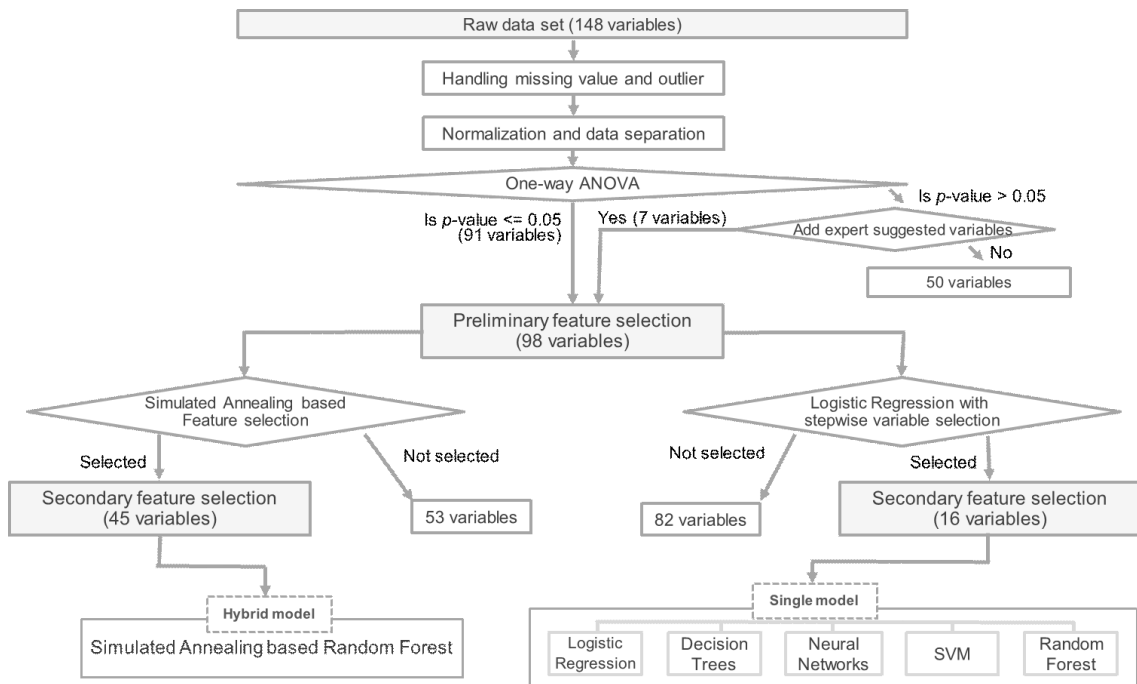 Raw data set (148 variables)
Handling missing value and outlier
Normalization and data separation
One-way ANOVA
Is p-value <= 0.05
(91 variables)
Yes (7 variables)
Is p-value > 0.05
Add expert suggested variables
No
50 variables
Preliminary feature selection
(98 variables)
Simulated Annealing based
Feature selection
Selected
Not selected
Secondary feature selection
(45 variables)
53 variables
Hybrid model
Simulated Annealing based Random Forest
Logistic Regression with
stepwise variable selection
Not selected
Selected
82 variables
Secondary feature selection
(16 variables)
Single model
Logistic
Regression
Decision
Trees
Neural
Networks
SVM
Random
Forest